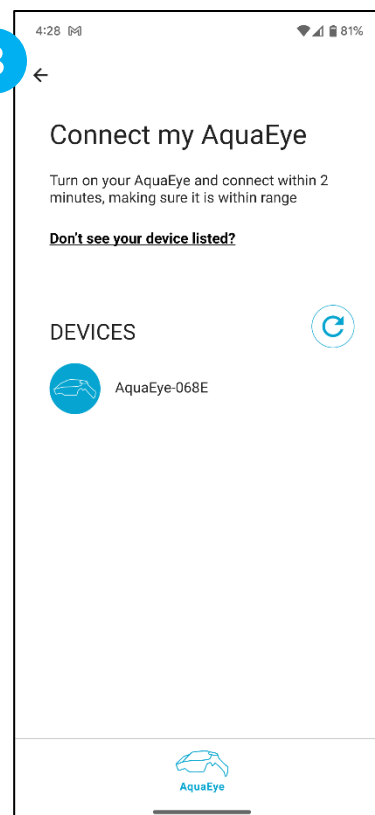 4:28
81%
Connect my AquaEye
Turn on your AquaEye and connect within 2
minutes, making sure it is within range
Don't see your device listed?
DEVICES
AquaEye-068E
AquaEye